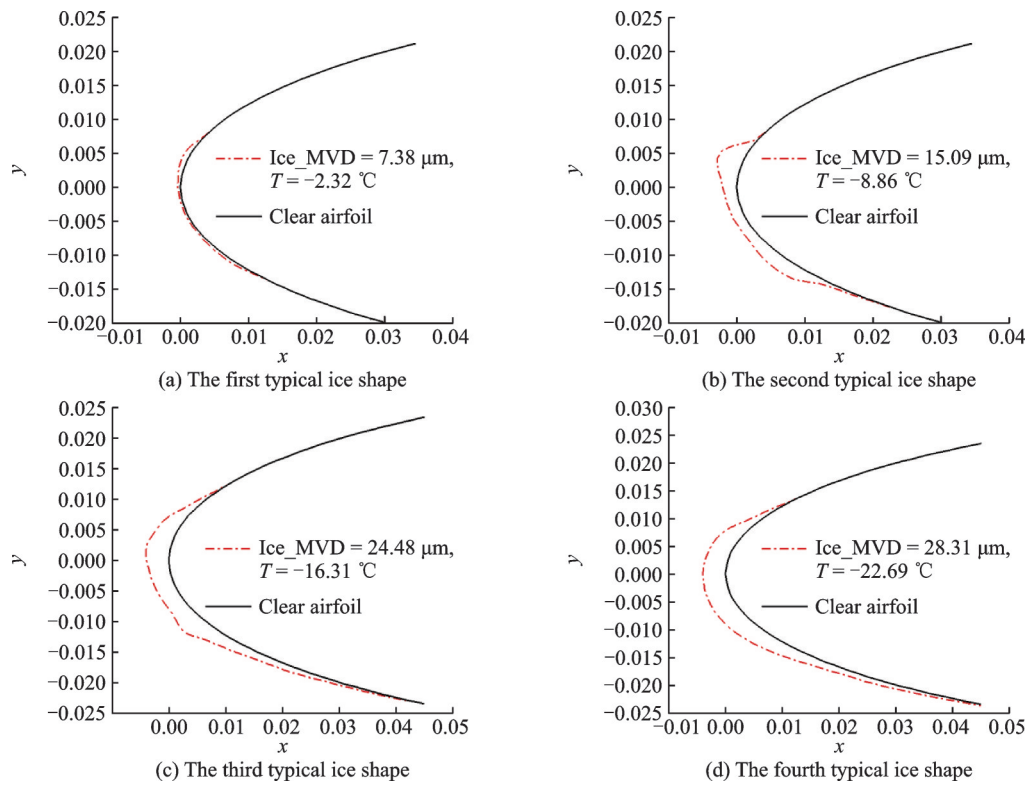 0.025
0.020
0.015
0.010
0.005
0.000
−0.005
−0.010
−0.015
−0.020
y
−0.01 0.00 0.01 0.02 0.03 0.04
x
Ice_MVD = 7.38 μm,
T = −2.32 ℃
Clear airfoil
(a) The first typical ice shape
0.025
0.020
0.015
0.010
0.005
0.000
−0.005
−0.010
−0.015
−0.020
y
−0.01 0.00 0.01 0.02 0.03 0.04
x
Ice_MVD = 15.09 μm,
T = −8.86 ℃
Clear airfoil
(b) The second typical ice shape
0.025
0.020
0.015
0.010
0.005
0.000
−0.005
−0.010
−0.015
−0.020
−0.025
y
0.00 0.01 0.02 0.03 0.04 0.05
x
Ice_MVD = 24.48 μm,
T = −16.31 ℃
Clear airfoil
(c) The third typical ice shape
0.030
0.025
0.020
0.015
0.010
0.005
0.000
−0.005
−0.010
−0.015
−0.020
−0.025
y
0.00 0.01 0.02 0.03 0.04 0.05
x
Ice_MVD = 28.31 μm,
T = −22.69 ℃
Clear airfoil
(d) The fourth typical ice shape